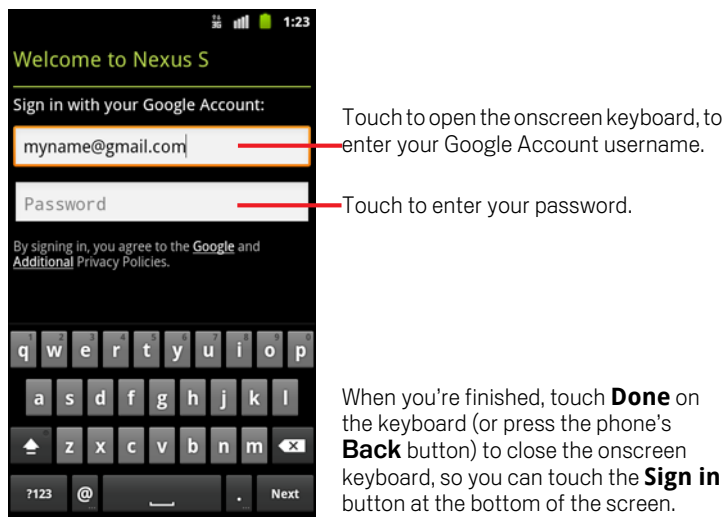 3G 1:23
Welcome to Nexus S
Sign in with your Google Account:
myname@gmail.com
Password
By signing in, you agree to the Google and
Additional Privacy Policies.
q w e r t y u i o p
a s d f g h j k l
z x c v b n m
?123 @ . Next
Touch to open the onscreen keyboard, to
enter your Google Account username.
Touch to enter your password.
When you’re finished, touch Done on
the keyboard (or press the phone’s
Back button) to close the onscreen
keyboard, so you can touch the Sign in
button at the bottom of the screen.